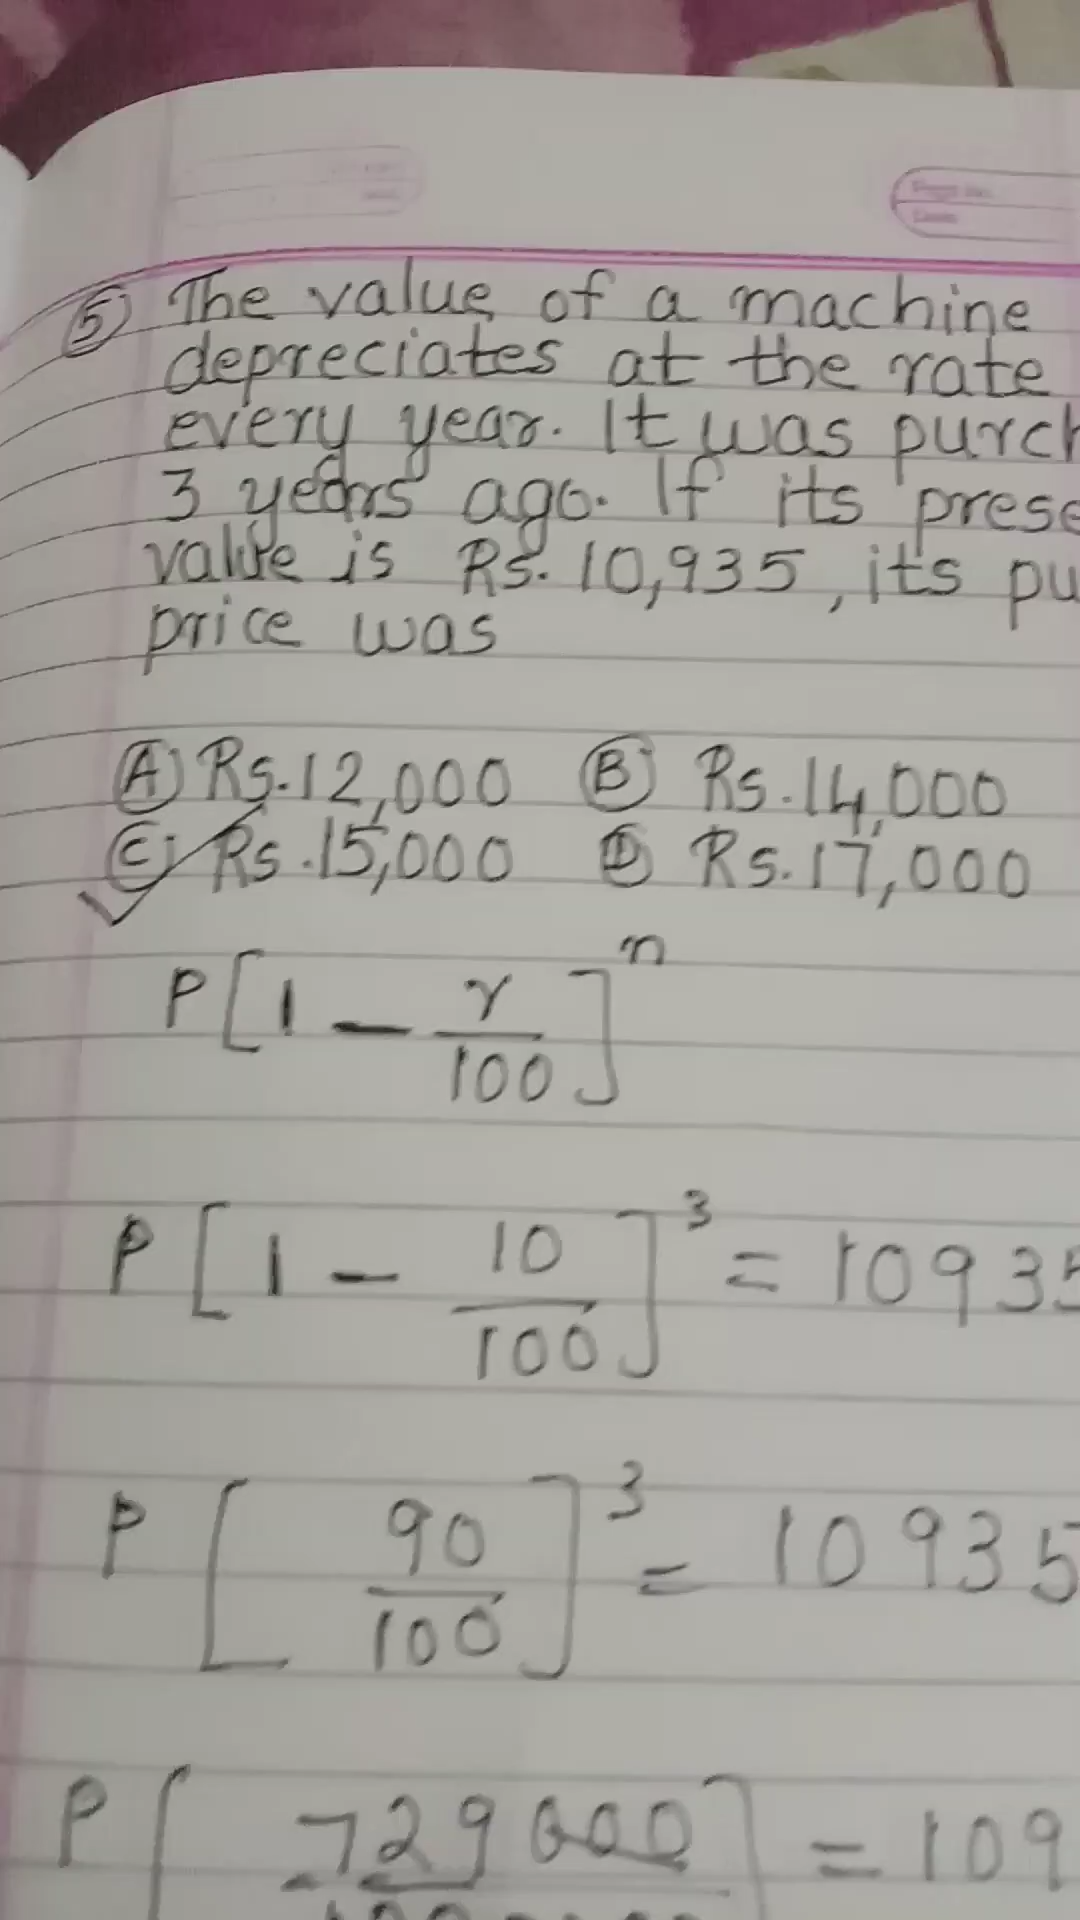 5 The value of a machine
depreciates at the rate
every year. It was purch
3 years ago. If its prese
value is Rs. 10,935, its pu
price was
A Rs.12,000 B Rs.14,000
C Rs.15,000 D Rs.17,000
P[1 - r/100]^n
P[1 - 10/100]^3 = 10935
P[90/100]^3 = 10935
P[729000 ] = 109